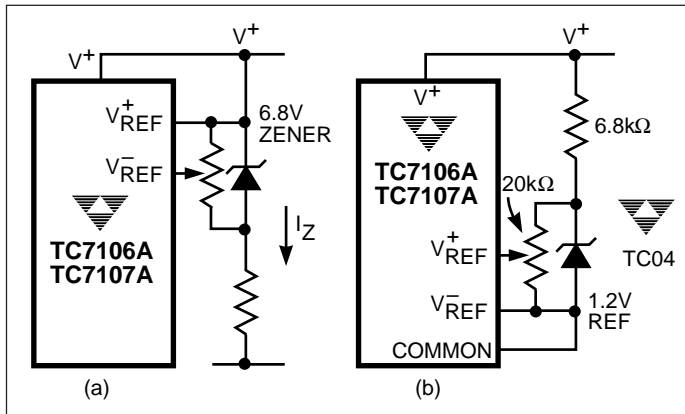 V+
V+
V+REF
6.8V
ZENER
V–REF
IZ
TC7106A
TC7107A
(a)
V+
V+
6.8kΩ
TC7106A
TC7107A
20kΩ
TC04
V+REF
V–REF
1.2V
REF
COMMON
(b)